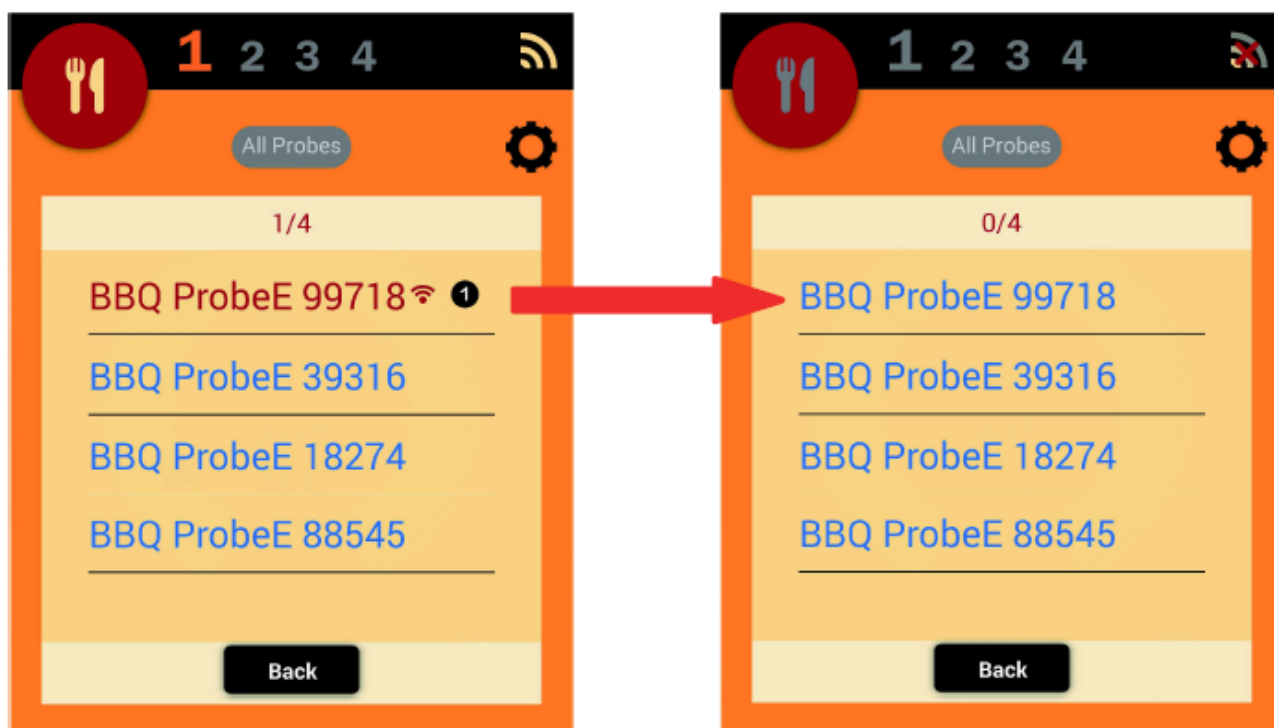 1 2 3 4
All Probes
1/4
BBQ ProbeE 99718 1
BBQ ProbeE 39316
BBQ ProbeE 18274
BBQ ProbeE 88545
Back
1 2 3 4
All Probes
0/4
BBQ ProbeE 99718
BBQ ProbeE 39316
BBQ ProbeE 18274
BBQ ProbeE 88545
Back